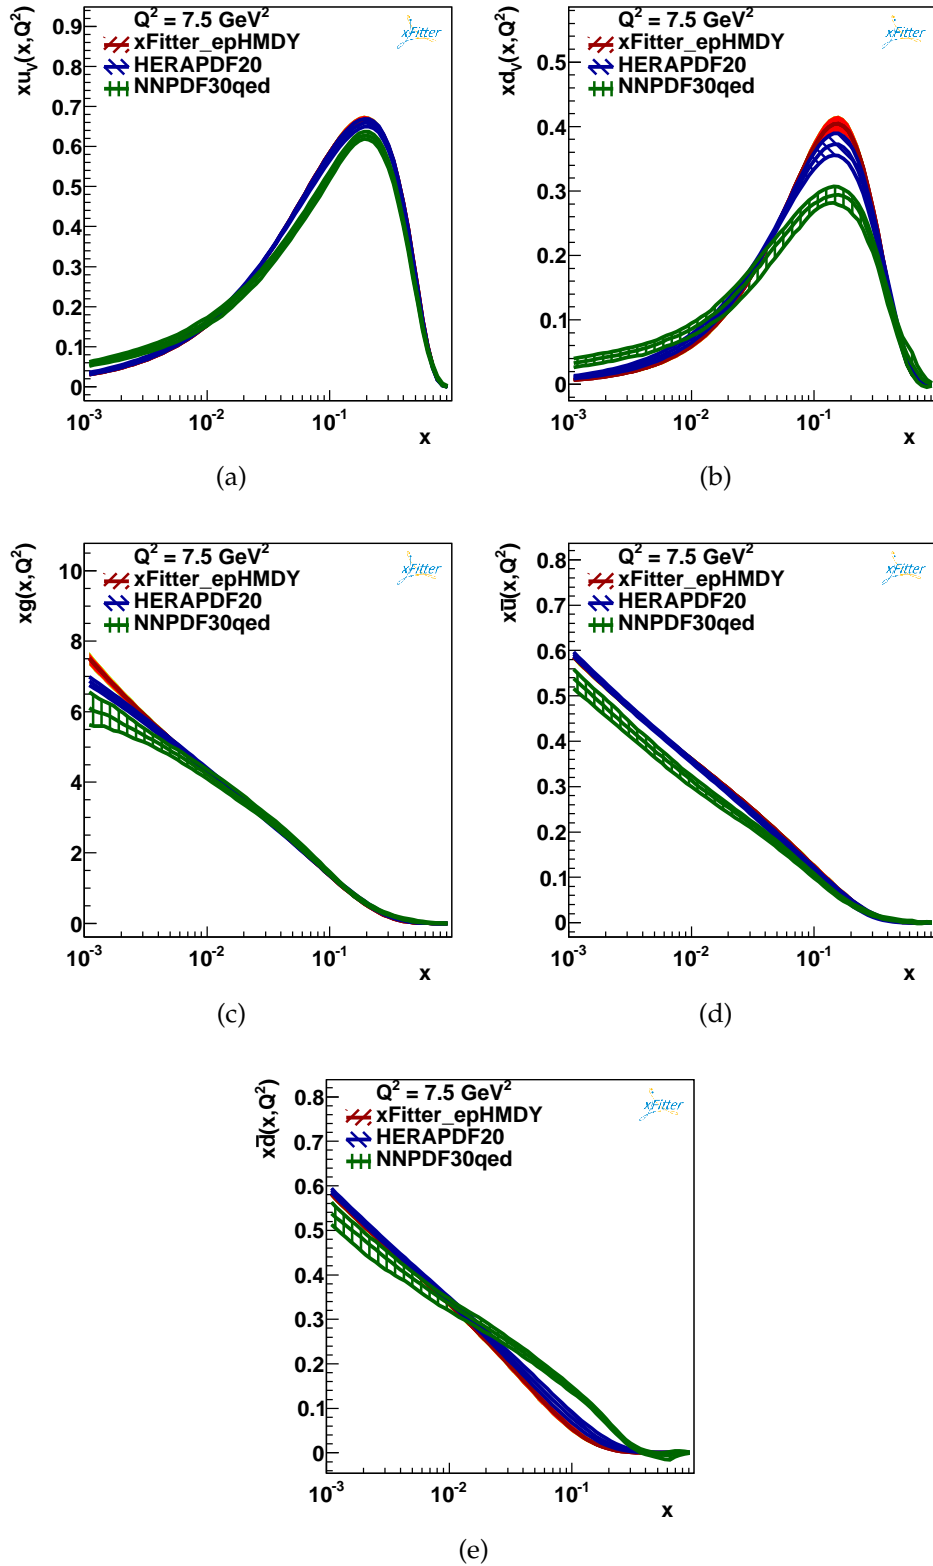 Q² = 7.5 GeV²
xFitter_epHMDY
HERAPDF20
NNPDF30qed
xFitter
xu_V(x,Q²)
0.9
0.8
0.7
0.6
0.5
0.4
0.3
0.2
0.1
0
10⁻³ 10⁻² 10⁻¹
x
(a)
Q² = 7.5 GeV²
xFitter_epHMDY
HERAPDF20
NNPDF30qed
xFitter
xd_V(x,Q²)
0.5
0.4
0.3
0.2
0.1
0
10⁻³ 10⁻² 10⁻¹
x
(b)
Q² = 7.5 GeV²
xFitter_epHMDY
HERAPDF20
NNPDF30qed
xFitter
xg(x,Q²)
10
8
6
4
2
0
10⁻³ 10⁻² 10⁻¹
x
(c)
Q² = 7.5 GeV²
xFitter_epHMDY
HERAPDF20
NNPDF30qed
xFitter
xu̅(x,Q²)
0.8
0.7
0.6
0.5
0.4
0.3
0.2
0.1
0
10⁻³ 10⁻² 10⁻¹
x
(d)
Q² = 7.5 GeV²
xFitter_epHMDY
HERAPDF20
NNPDF30qed
xFitter
xd̅(x,Q²)
0.8
0.7
0.6
0.5
0.4
0.3
0.2
0.1
0
10⁻³ 10⁻² 10⁻¹
x
(e)